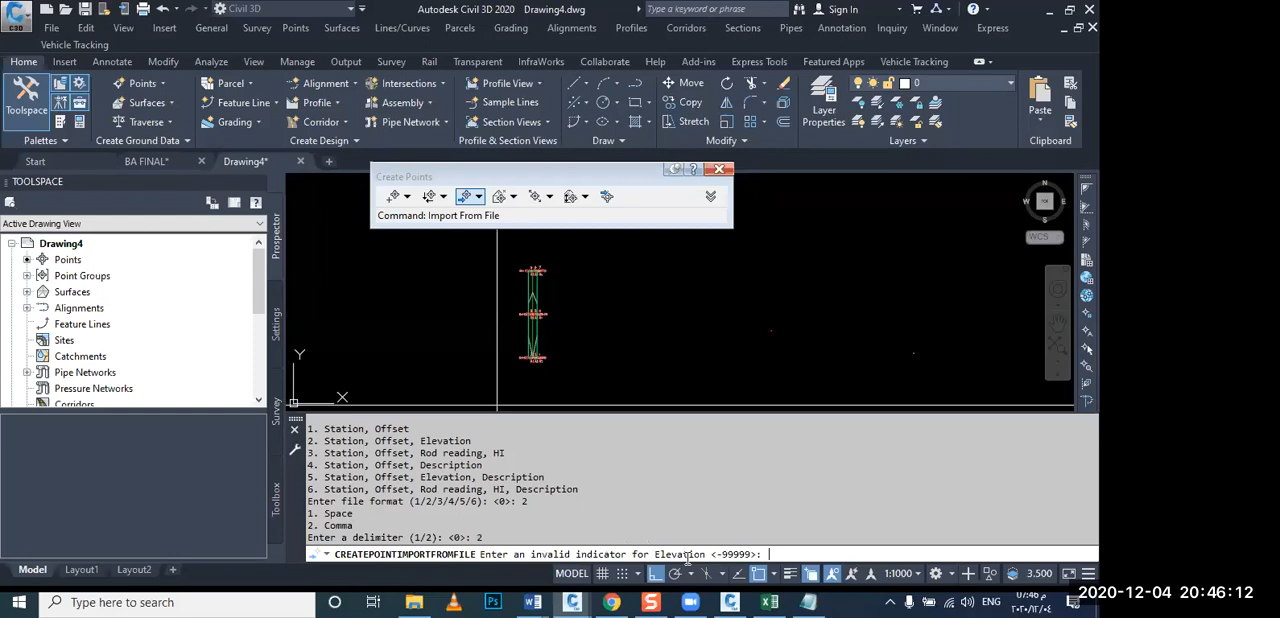 Civil 3D
Autodesk Civil 3D 2020 Drawing4.dwg
Type a keyword or phrase
Sign In
File Edit View Insert General Survey Points Surfaces Lines/Curves Parcels Grading Alignments Profiles Corridors Sections Pipes Annotation Inquiry Window Express
Vehicle Tracking
Home Insert Annotate Modify Analyze View Manage Output Survey Rail Transparent InfraWorks Collaborate Help Add-ins Express Tools Featured Apps Vehicle Tracking
Toolspace
Points Parcel Alignment Intersections Profile View Move 0
Surfaces Feature Line Profile Assembly Sample Lines Copy
Traverse Grading Corridor Pipe Network Section Views Stretch
Layer Properties
Paste
Palettes Create Ground Data Create Design Profile & Section Views Draw Modify Layers Clipboard
Start BA FINAL* Drawing4*
TOOLSPACE
Create Points
Command: Import From File
Active Drawing View
Drawing4
Points
Point Groups
Surfaces
Alignments
Feature Lines
Sites
Catchments
Pipe Networks
Pressure Networks
Corridors
Prospector
Settings
Survey
Toolbox
N
W E
S
WCS
Y
X
1. Station, Offset
2. Station, Offset, Elevation
3. Station, Offset, Rod reading, HI
4. Station, Offset, Description
5. Station, Offset, Elevation, Description
6. Station, Offset, Rod reading, HI, Description
Enter file format (1/2/3/4/5/6): <0>: 2
1. Space
2. Comma
Enter a delimiter (1/2): <0>: 2
CREATEPOINTIMPORTFROMFILE Enter an invalid indicator for Elevation <-99999>:
Model Layout1 Layout2
MODEL 1:1000 3.500
Type here to search
ENG
07:46 م
٢٠٢٠/١٢/٠٤
2020-12-04 20:46:12